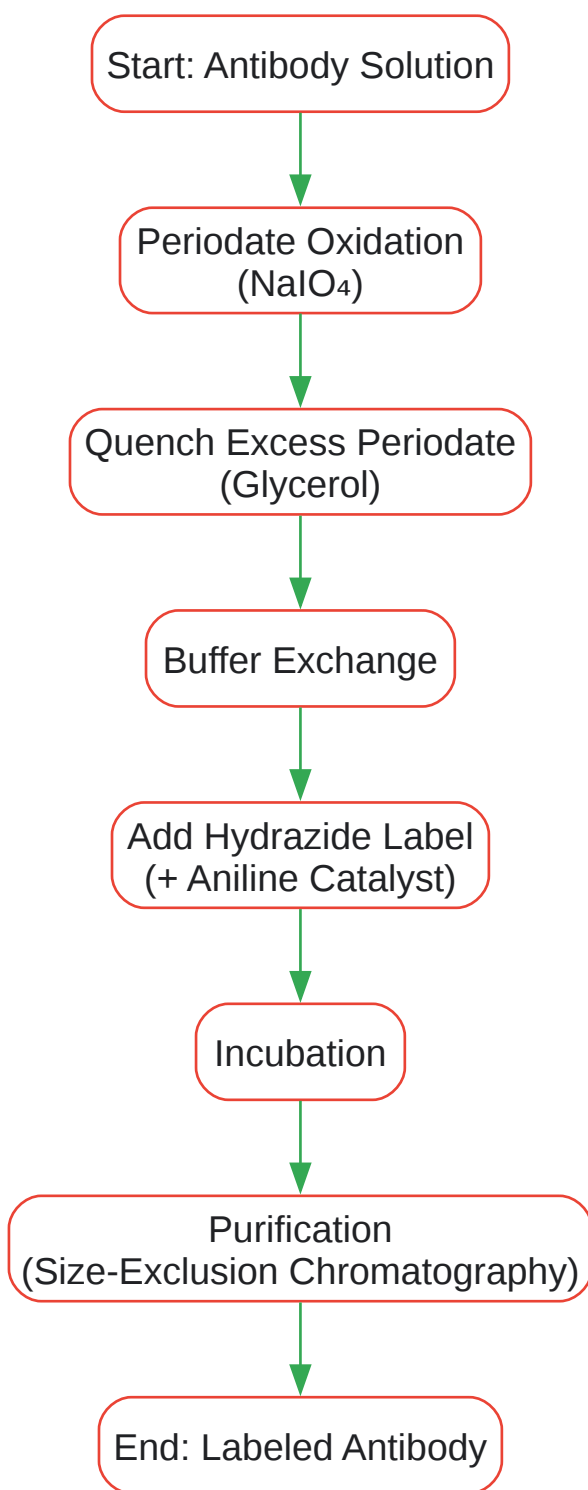 Start: Antibody Solution
Periodate Oxidation
(NaIO₄)
Quench Excess Periodate
(Glycerol)
Buffer Exchange
Add Hydrazide Label
(+ Aniline Catalyst)
Incubation
Purification
(Size-Exclusion Chromatography)
End: Labeled Antibody